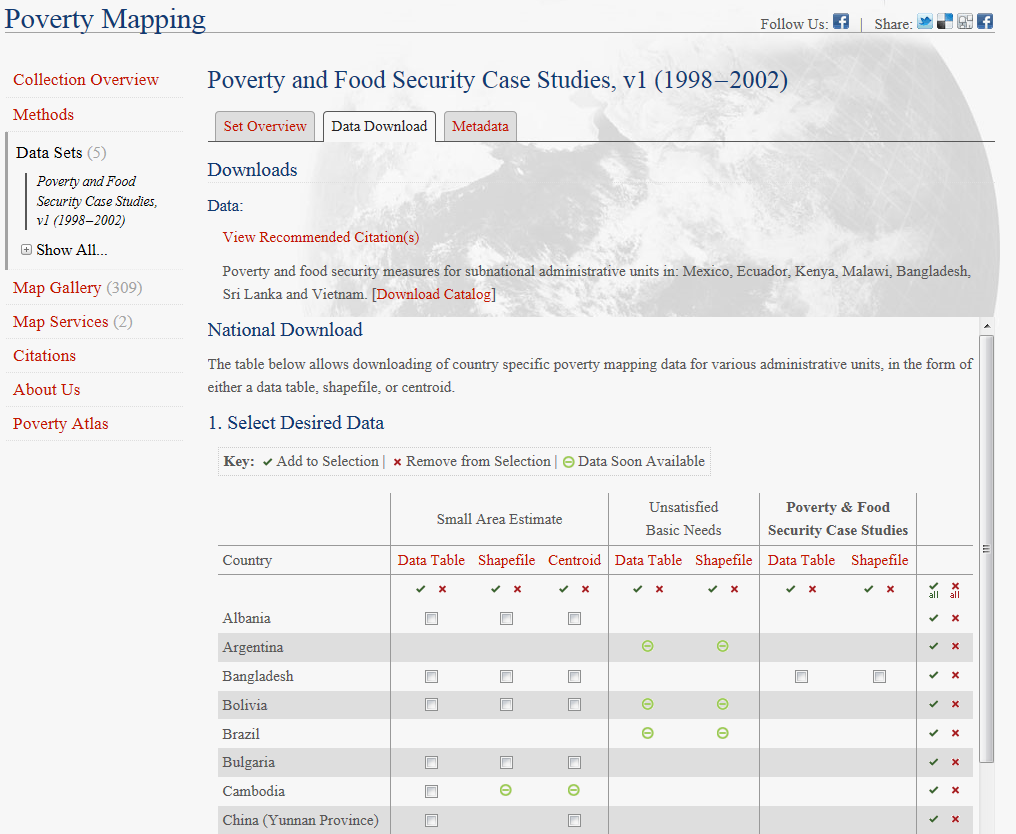 Poverty Mapping
Follow Us: | Share:
Collection Overview
Methods
Data Sets (5)
Poverty and Food
Security Case Studies,
v1 (1998–2002)
Show All...
Map Gallery (309)
Map Services (2)
Citations
About Us
Poverty Atlas
Poverty and Food Security Case Studies, v1 (1998–2002)
Set Overview Data Download Metadata
Downloads
Data:
View Recommended Citation(s)
Poverty and food security measures for subnational administrative units in: Mexico, Ecuador, Kenya, Malawi, Bangladesh,
Sri Lanka and Vietnam. [Download Catalog]
National Download
The table below allows downloading of country specific poverty mapping data for various administrative units, in the form of
either a data table, shapefile, or centroid.
1. Select Desired Data
Key: Add to Selection | Remove from Selection | Data Soon Available
Small Area Estimate
Unsatisfied
Basic Needs
Poverty & Food
Security Case Studies
Country Data Table Shapefile Centroid Data Table Shapefile Data Table Shapefile
all all
Albania
Argentina
Bangladesh
Bolivia
Brazil
Bulgaria
Cambodia
China (Yunnan Province)